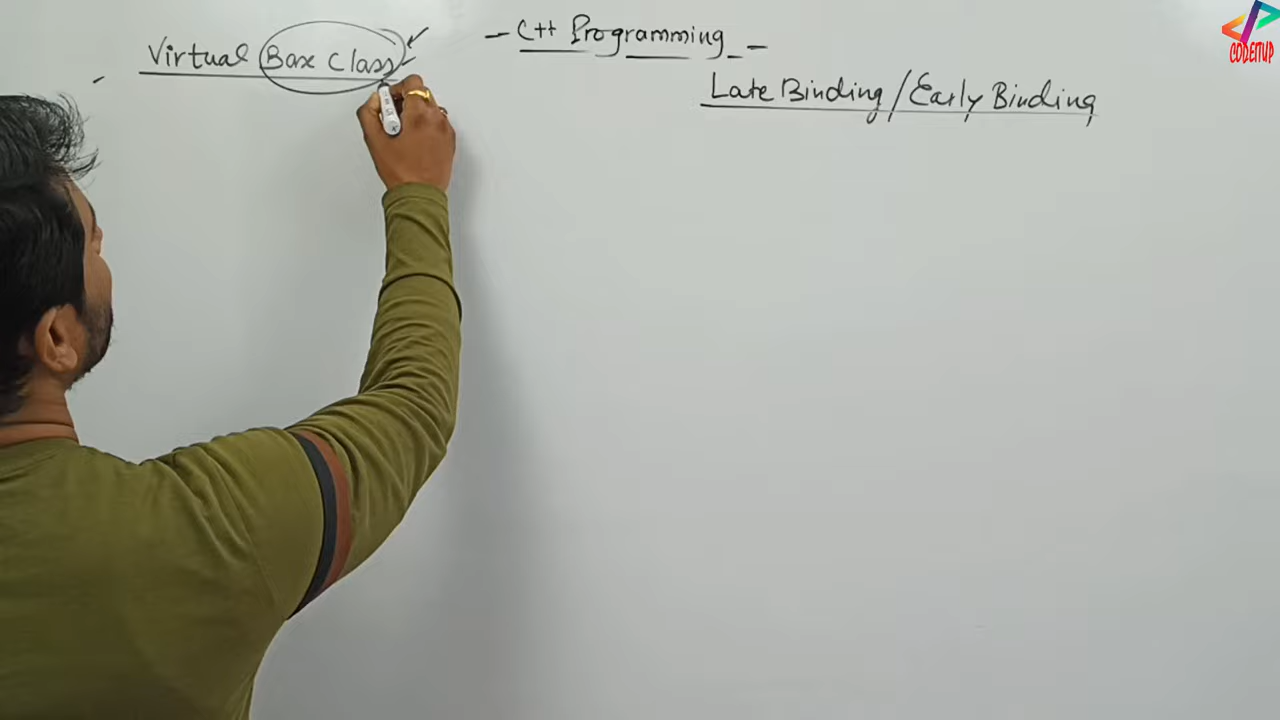 - C++ Programming -
Virtual Base Class
Late Binding / Early Binding
CODEITUP